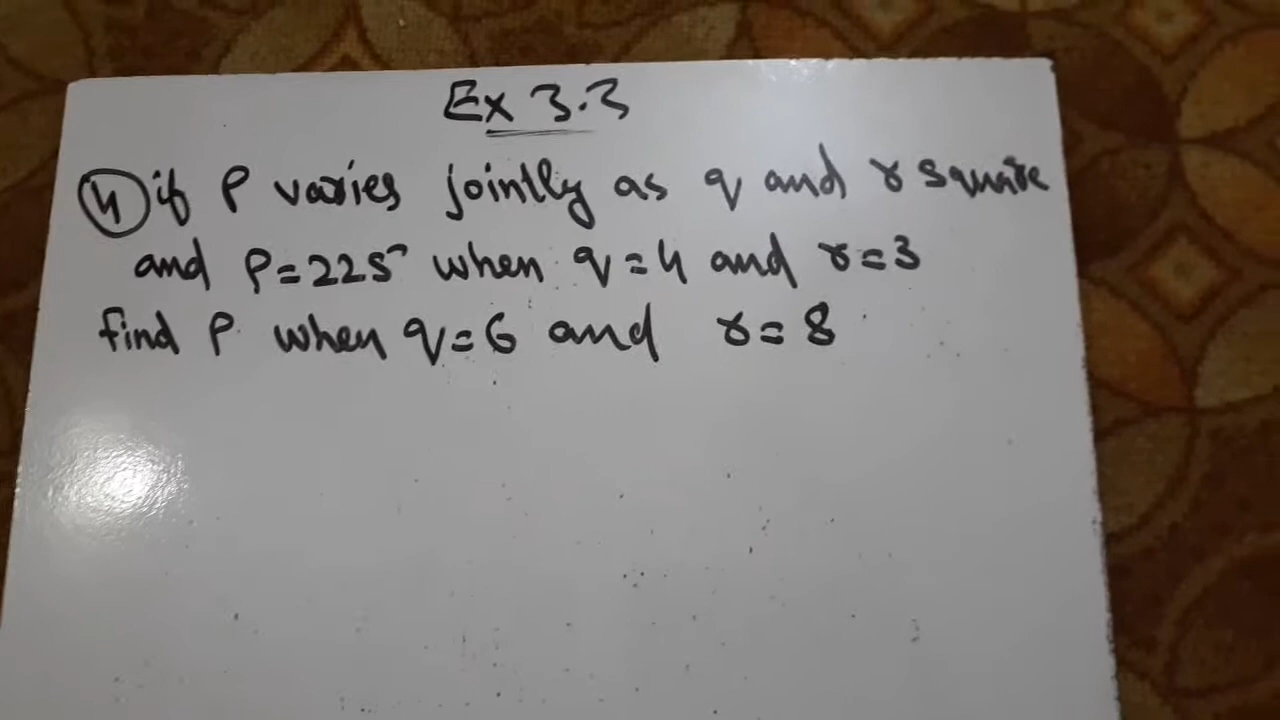 Ex 3.3
(4) if P varies jointly as q and r square
and P=225 when q=4 and r=3
find P when q=6 and r=8